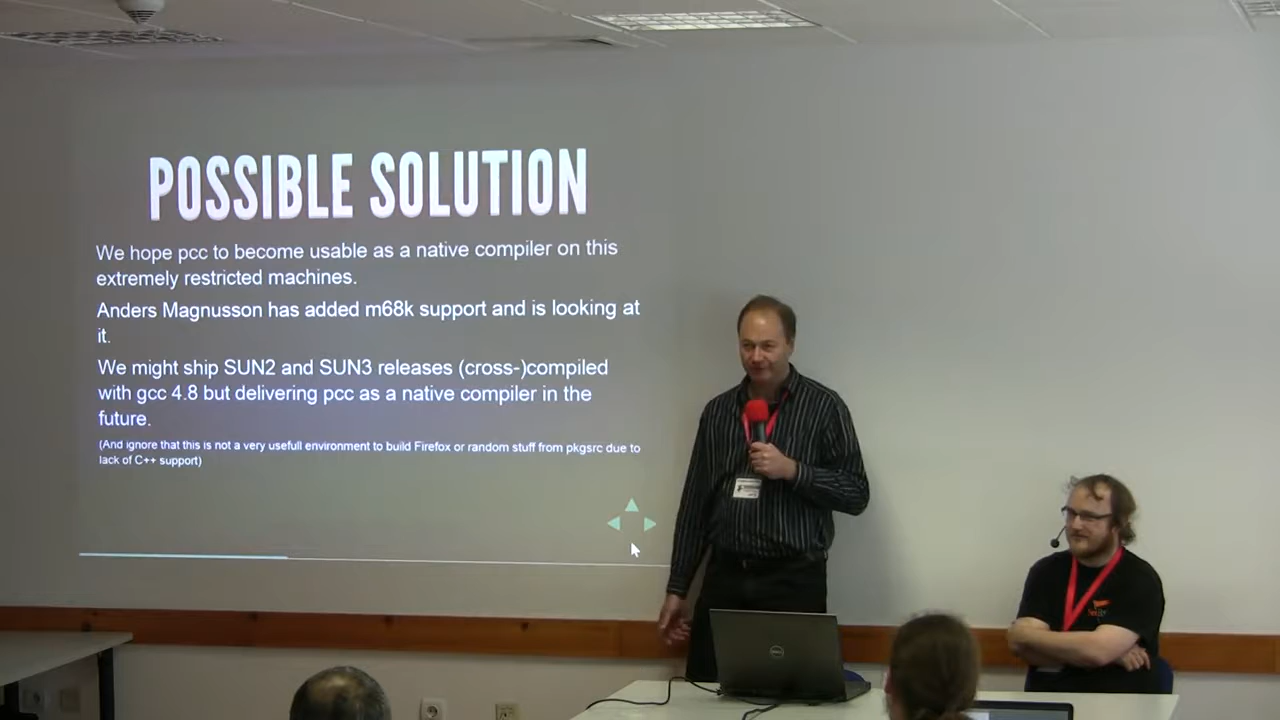 POSSIBLE SOLUTION
We hope pcc to become usable as a native compiler on this
extremely restricted machines.
Anders Magnusson has added m68k support and is looking at
it.
We might ship SUN2 and SUN3 releases (cross-)compiled
with gcc 4.8 but delivering pcc as a native compiler in the
future.
(And ignore that this is not a very usefull environment to build Firefox or random stuff from pkgsrc due to
lack of C++ support)
DELL